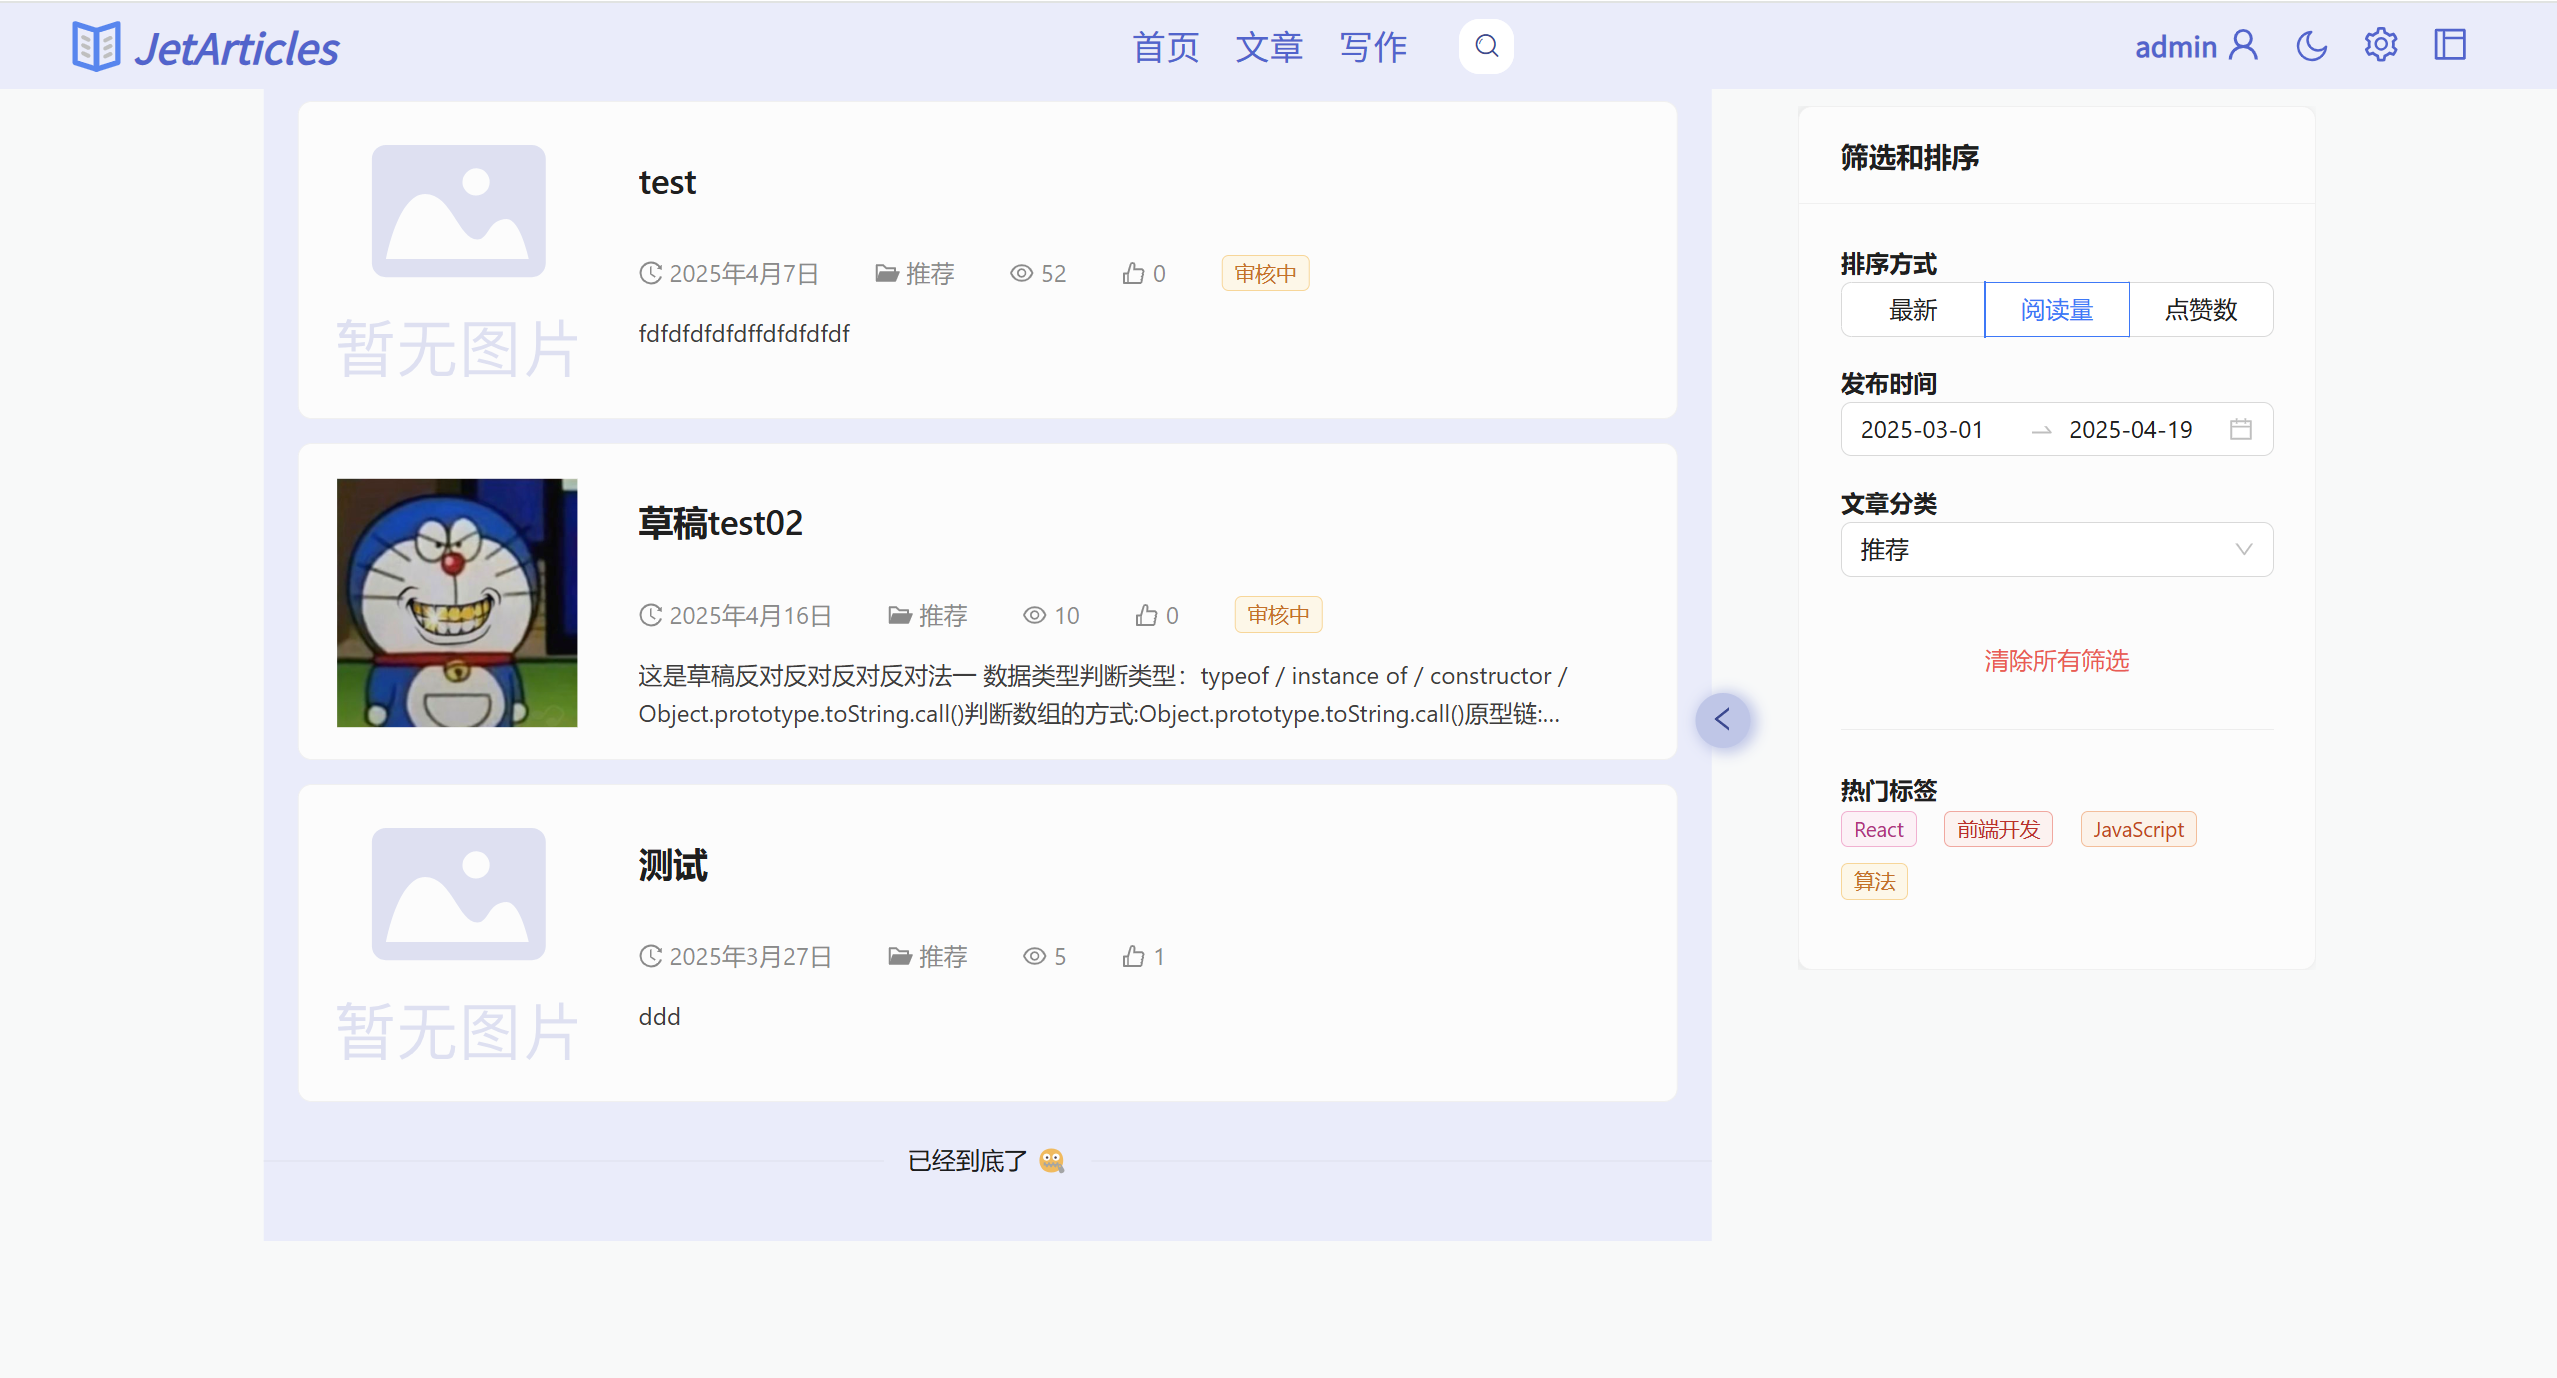 JetArticles
首页 文章 写作
admin
test
2025年4月7日 推荐 52 0 审核中
fdfdfdfdfdffdfdfdfdf
暂无图片
草稿test02
2025年4月16日 推荐 10 0 审核中
这是草稿反对反对反对反对法一 数据类型判断类型：typeof / instance of / constructor /
Object.prototype.toString.call()判断数组的方式:Object.prototype.toString.call()原型链:...
测试
2025年3月27日 推荐 5 1
ddd
暂无图片
已经到底了
筛选和排序
排序方式
最新 阅读量 点赞数
发布时间
2025-03-01 2025-04-19
文章分类
推荐
清除所有筛选
热门标签
React 前端开发 JavaScript
算法